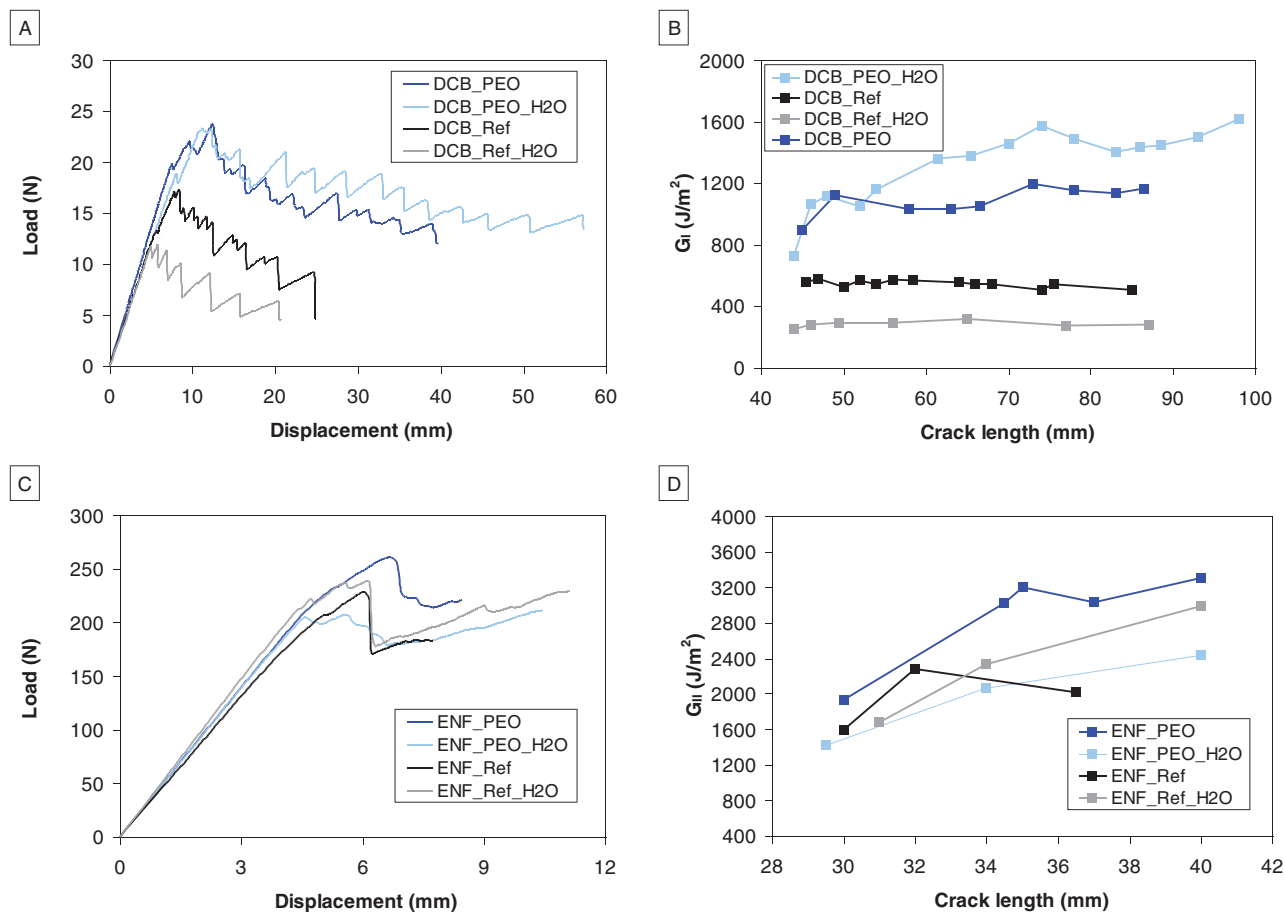 A
30
25
20
15
10
5
0
Load (N)
0 10 20 30 40 50 60
Displacement (mm)
DCB_PEO
DCB_PEO_H2O
DCB_Ref
DCB_Ref_H2O
B
2000
1600
1200
800
400
0
GI (J/m2)
40 50 60 70 80 90 100
Crack length (mm)
DCB_PEO_H2O
DCB_Ref
DCB_Ref_H2O
DCB_PEO
C
300
250
200
150
100
50
0
Load (N)
0 3 6 9 12
Displacement (mm)
ENF_PEO
ENF_PEO_H2O
ENF_Ref
ENF_Ref_H2O
D
4000
3600
3200
2800
2400
2000
1600
1200
800
400
GII (J/m2)
28 30 32 34 36 38 40 42
Crack length (mm)
ENF_PEO
ENF_PEO_H2O
ENF_Ref
ENF_Ref_H2O